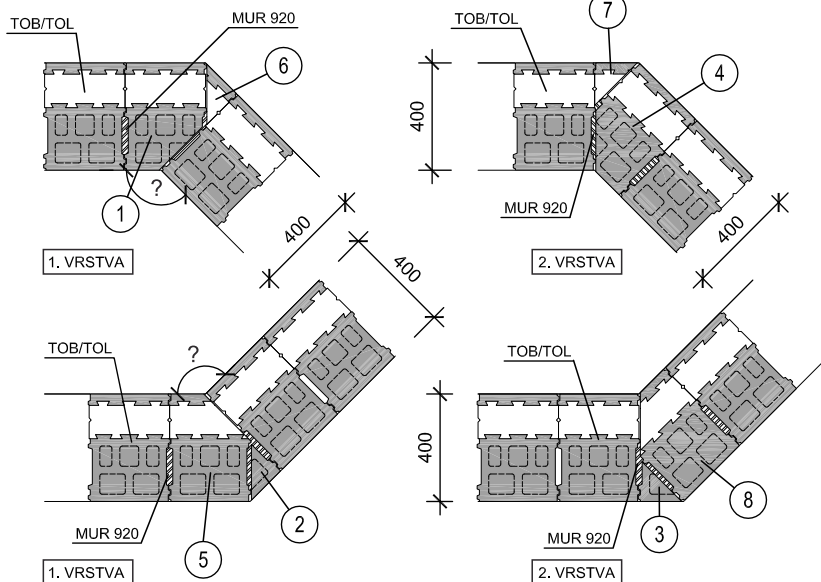 TOB/TOL
MUR 920
6
1
?
400
1. VRSTVA
TOB/TOL
7
4
400
MUR 920
400
2. VRSTVA
400
TOB/TOL
?
MUR 920
5
2
1. VRSTVA
TOB/TOL
400
MUR 920
3
8
2. VRSTVA